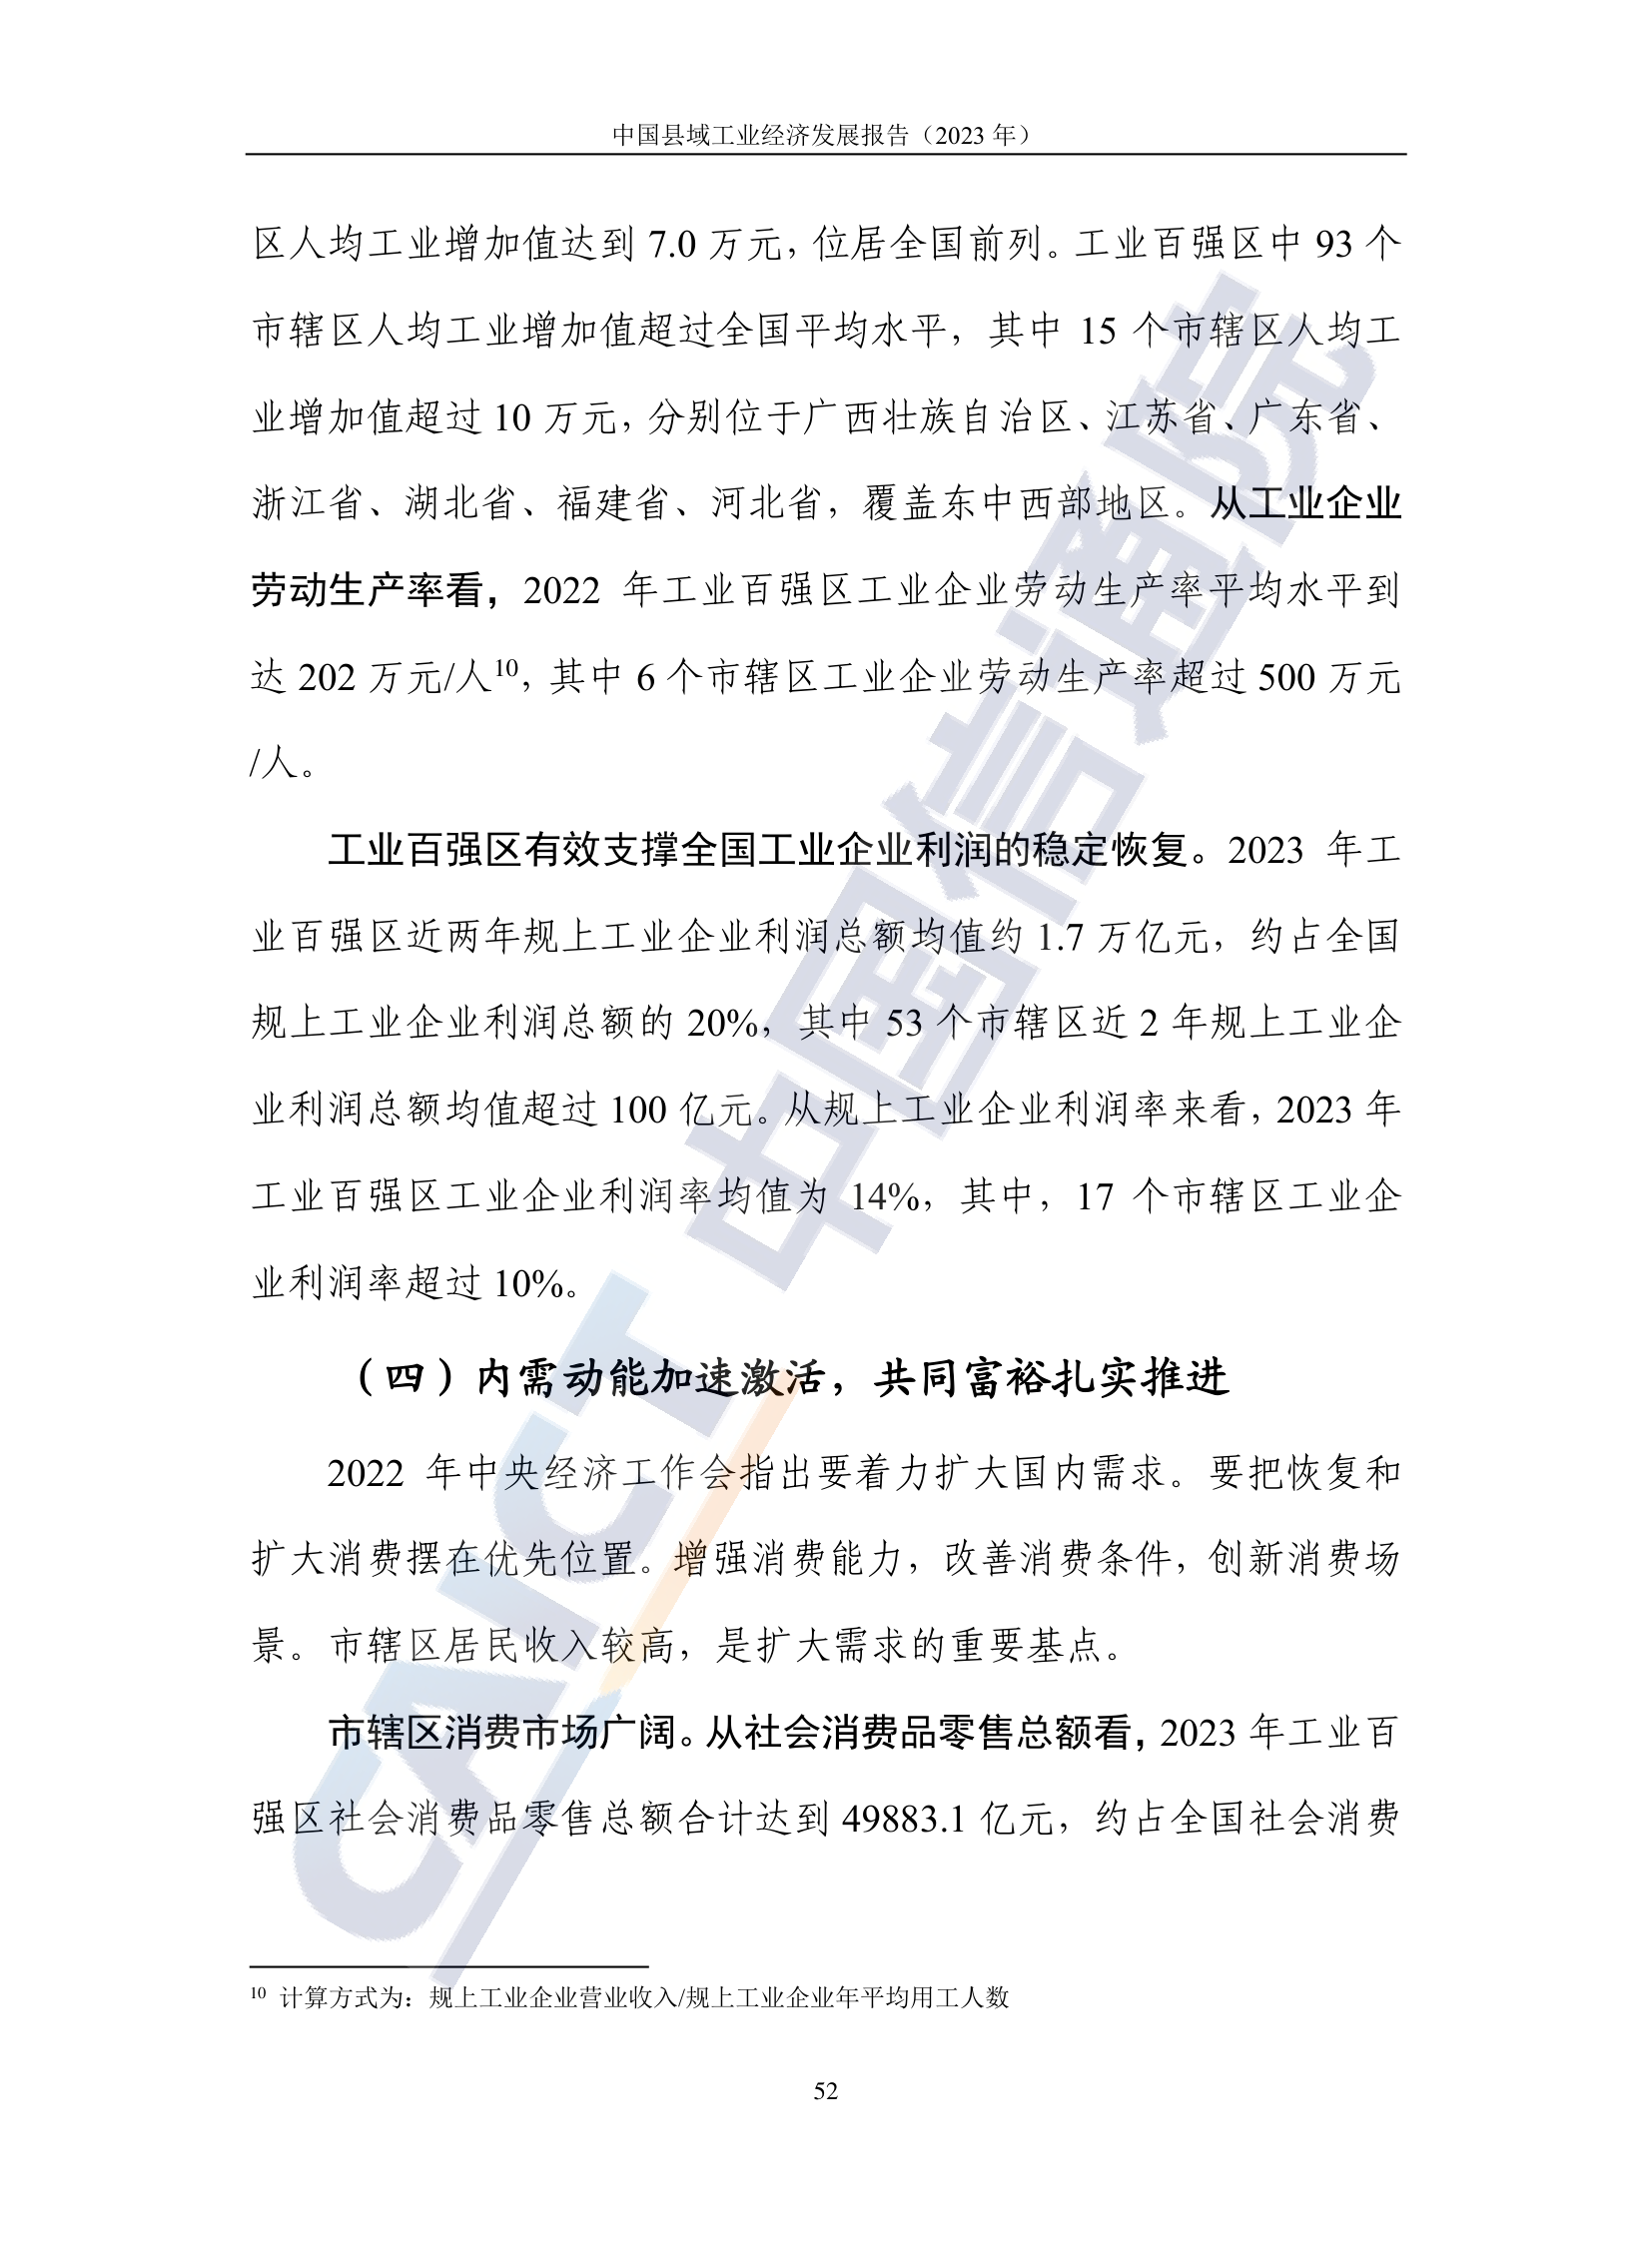 中国县域工业经济发展报告（2023 年）
区人均工业增加值达到 7.0 万元，位居全国前列。工业百强区中 93 个
市辖区人均工业增加值超过全国平均水平，其中 15 个市辖区人均工
业增加值超过 10 万元，分别位于广西壮族自治区、江苏省、广东省、
浙江省、湖北省、福建省、河北省，覆盖东中西部地区。从工业企业
劳动生产率看，2022 年工业百强区工业企业劳动生产率平均水平到
达 202 万元/人10，其中 6 个市辖区工业企业劳动生产率超过 500 万元
/人。
工业百强区有效支撑全国工业企业利润的稳定恢复。2023 年工
业百强区近两年规上工业企业利润总额均值约 1.7 万亿元，约占全国
规上工业企业利润总额的 20%，其中 53 个市辖区近 2 年规上工业企
业利润总额均值超过 100 亿元。从规上工业企业利润率来看，2023 年
工业百强区工业企业利润率均值为 14%，其中，17 个市辖区工业企
业利润率超过 10%。
（四）内需动能加速激活，共同富裕扎实推进
2022 年中央经济工作会指出要着力扩大国内需求。要把恢复和
扩大消费摆在优先位置。增强消费能力，改善消费条件，创新消费场
景。市辖区居民收入较高，是扩大需求的重要基点。
市辖区消费市场广阔。从社会消费品零售总额看，2023 年工业百
强区社会消费品零售总额合计达到 49883.1 亿元，约占全国社会消费
10 计算方式为：规上工业企业营业收入/规上工业企业年平均用工人数
52
CAICT 中国信通院